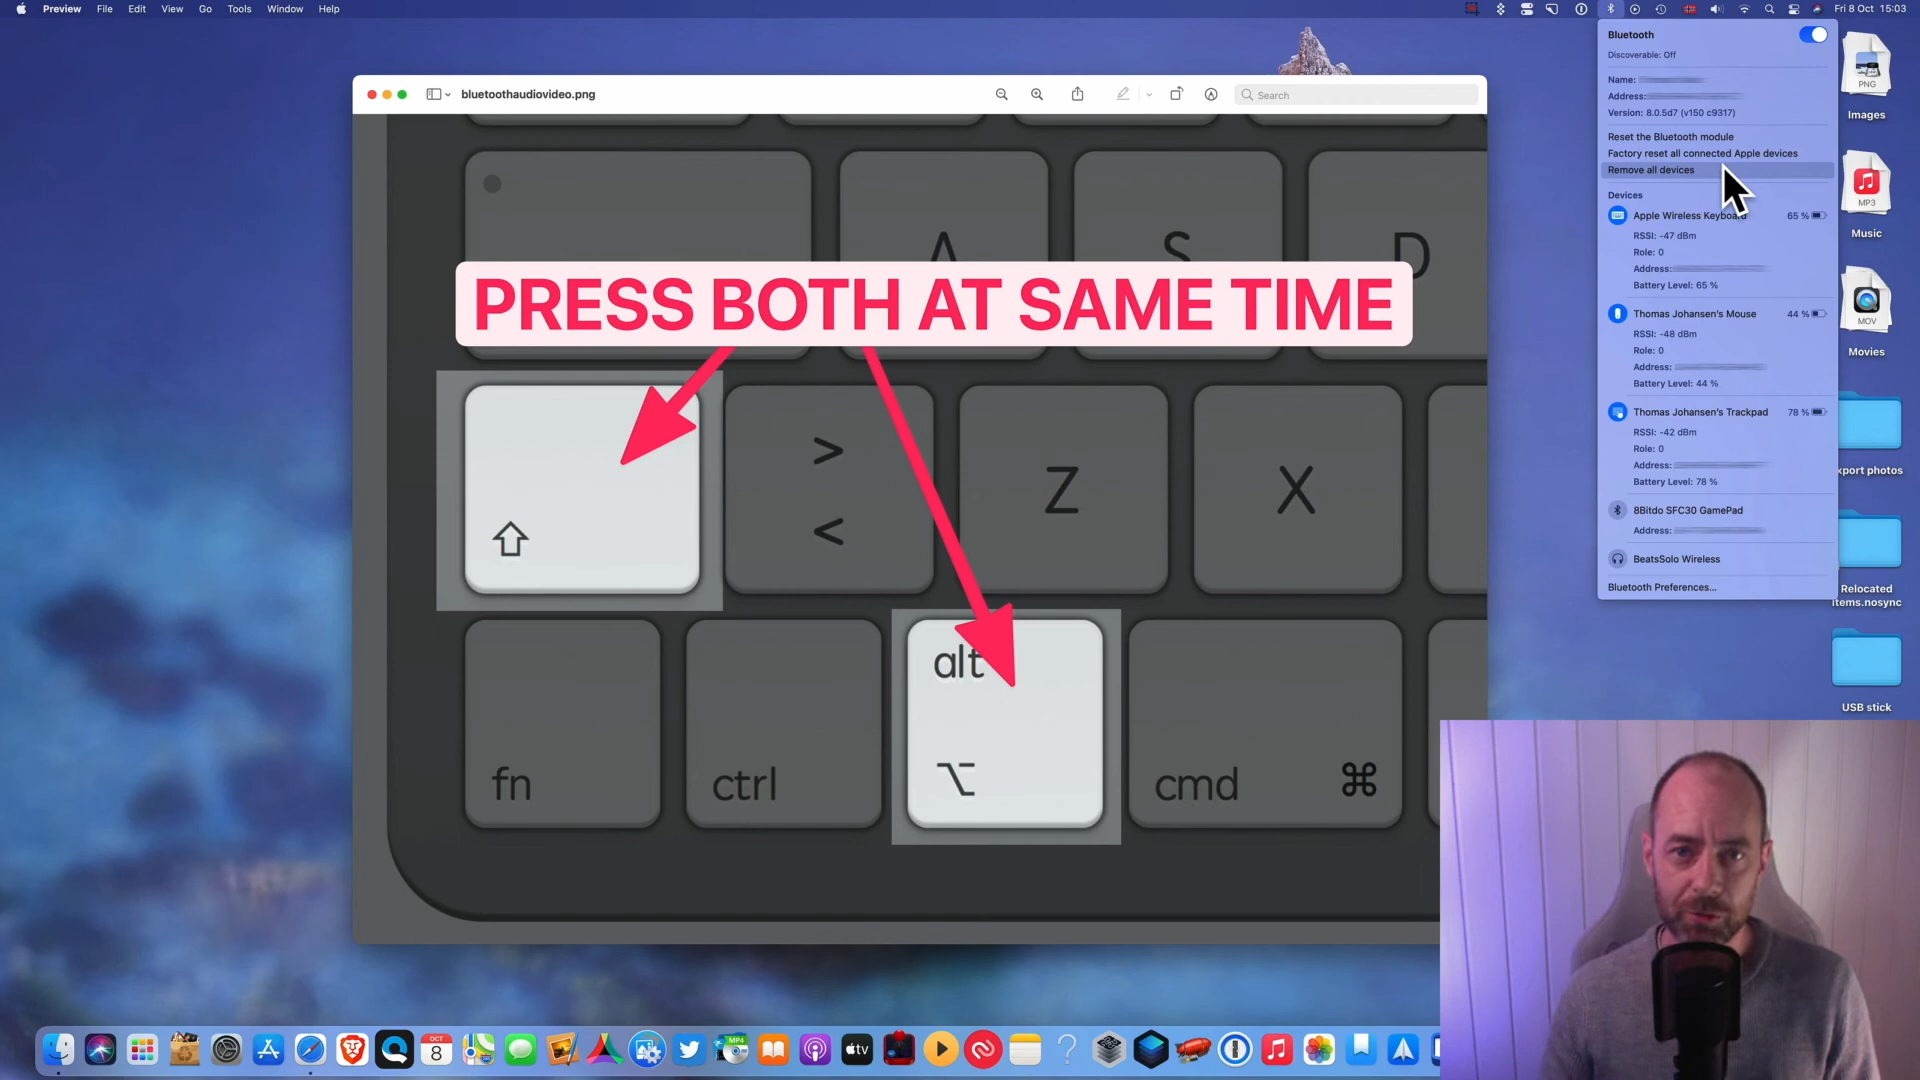 Preview File Edit View Go Tools Window Help
Fri 8 Oct 15:03
bluetoothaudiovideo.png
Search
A S D
PRESS BOTH AT SAME TIME
>
<
Z
X
alt
fn
ctrl
cmd ⌘
Bluetooth
Discoverable: Off
Name:
Address:
Version: 8.0.5d7 (v150 c9317)
Reset the Bluetooth module
Factory reset all connected Apple devices
Remove all devices
Devices
Apple Wireless Keyboard 65 %
RSSI: -47 dBm
Role: 0
Address:
Battery Level: 65 %
Thomas Johansen's Mouse 44 %
RSSI: -48 dBm
Role: 0
Address:
Battery Level: 44 %
Thomas Johansen's Trackpad 78 %
RSSI: -42 dBm
Role: 0
Address:
Battery Level: 78 %
8Bitdo SFC30 GamePad
Address:
BeatsSolo Wireless
Bluetooth Preferences...
PNG
Images
MP3
Music
MOV
Movies
xport photos
Relocated
Items.nosync
USB stick
OCT
8
MP4
tv